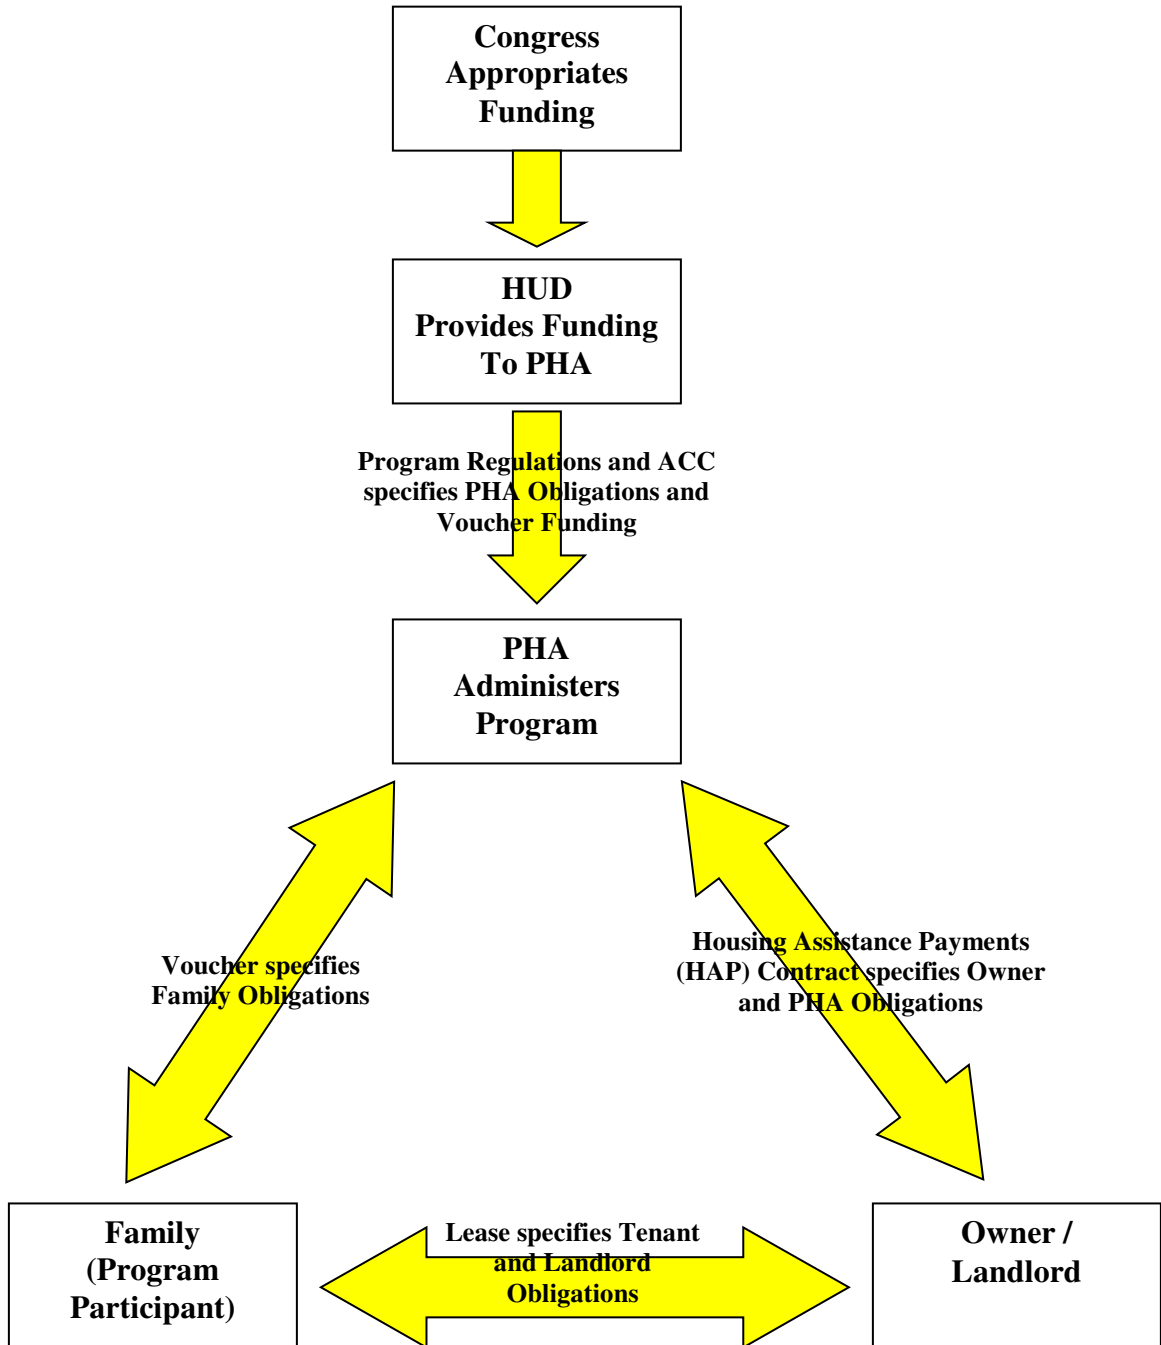 Congress
Appropriates
Funding
HUD
Provides Funding
To PHA
Program Regulations and ACC
specifies PHA Obligations and
Voucher Funding
PHA
Administers
Program
Voucher specifies
Family Obligations
Housing Assistance Payments
(HAP) Contract specifies Owner
and PHA Obligations
Family
(Program
Participant)
Lease specifies Tenant
and Landlord
Obligations
Owner /
Landlord